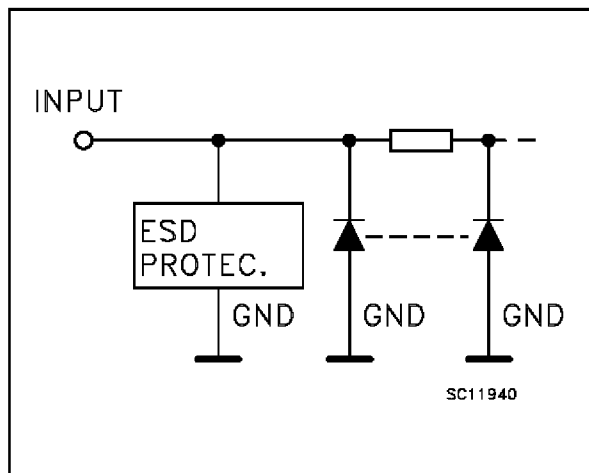 INPUT
ESD
PROTEC.
GND
GND
GND
SC11940